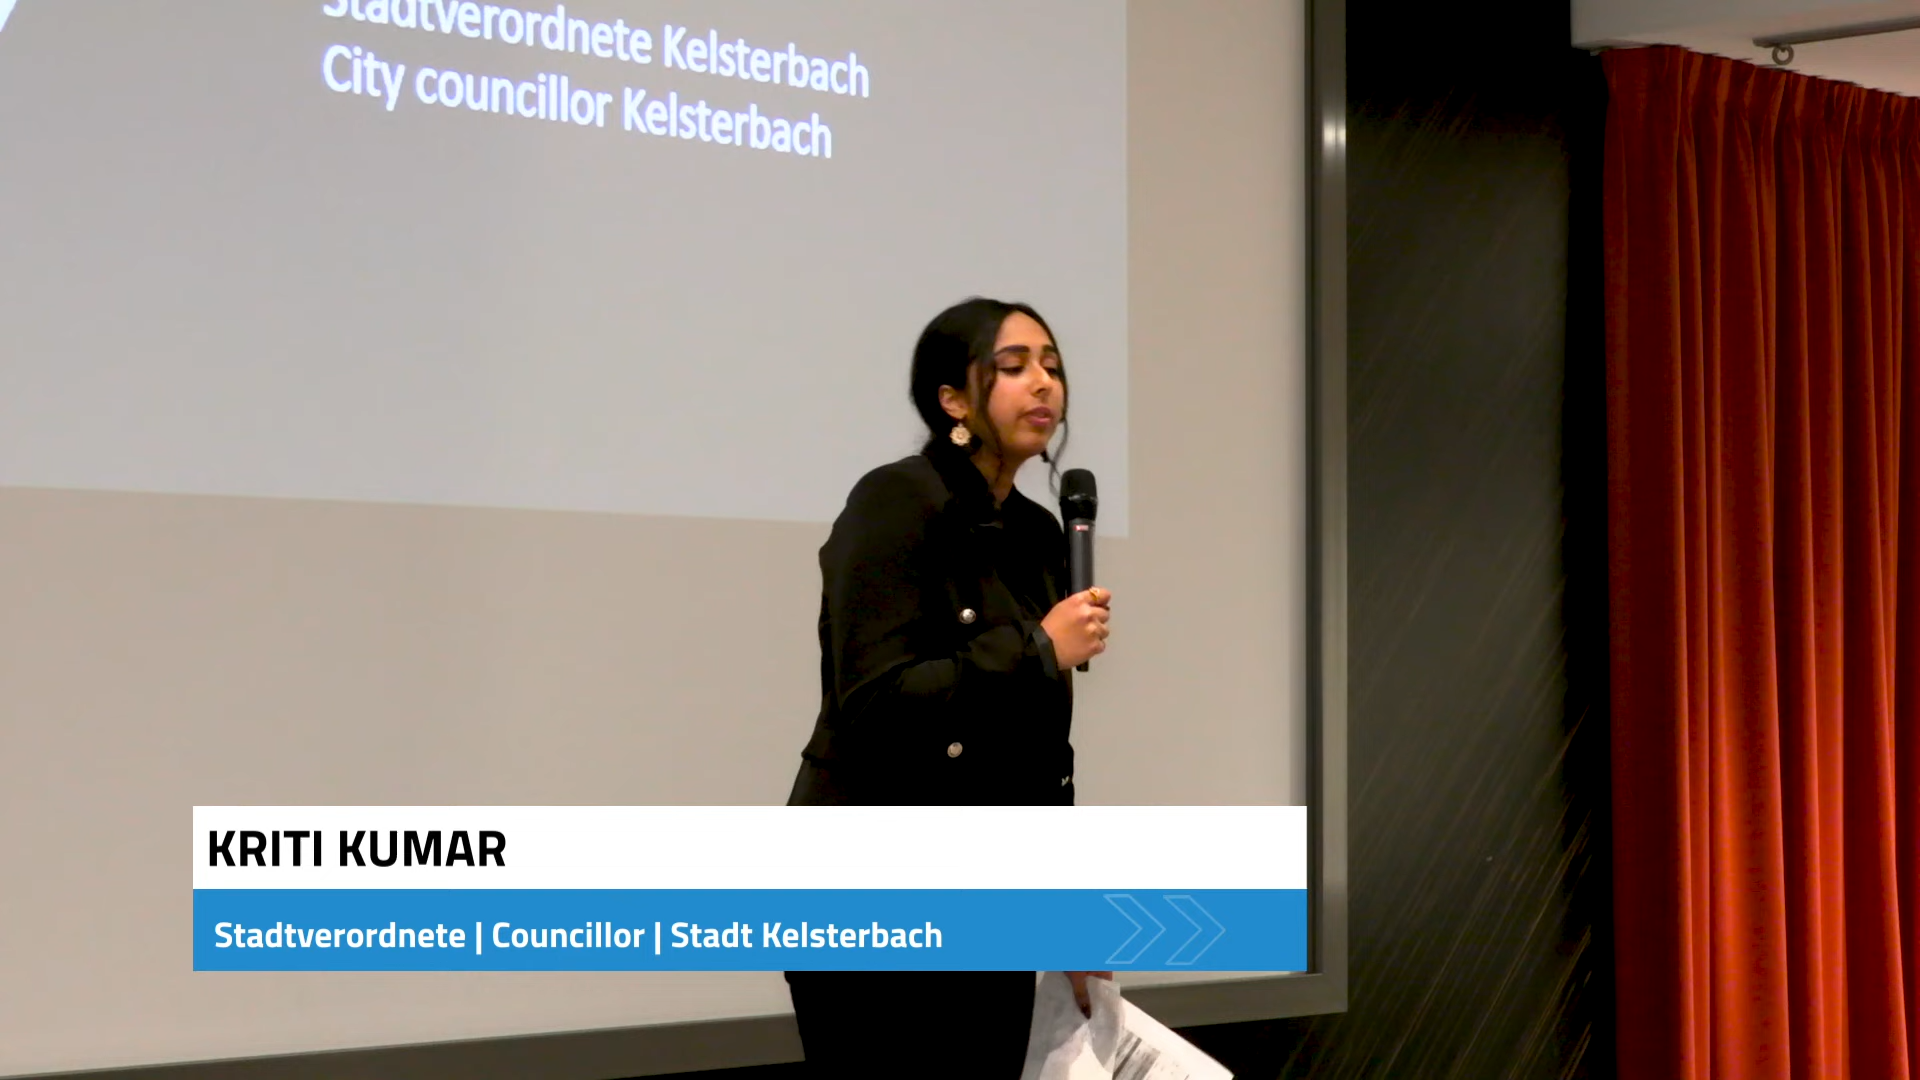 Stadtverordnete Kelsterbach
City councillor Kelsterbach
KRITI KUMAR
Stadtverordnete | Councillor | Stadt Kelsterbach